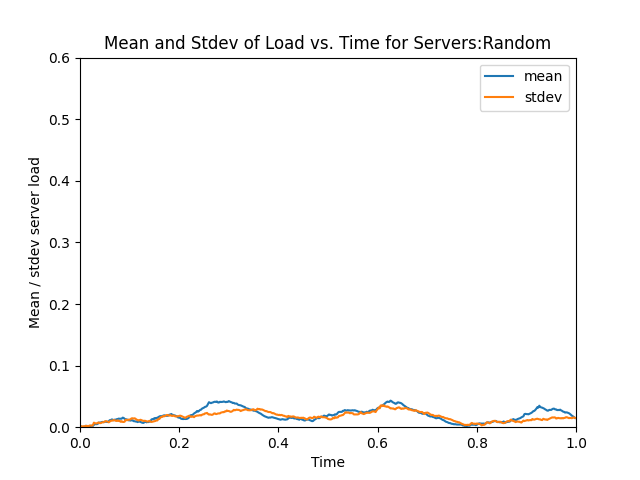 Mean and Stdev of Load vs. Time for Servers:Random
mean
stdev
Mean / stdev server load
0.6
0.5
0.4
0.3
0.2
0.1
0.0
0.0 0.2 0.4 0.6 0.8 1.0
Time